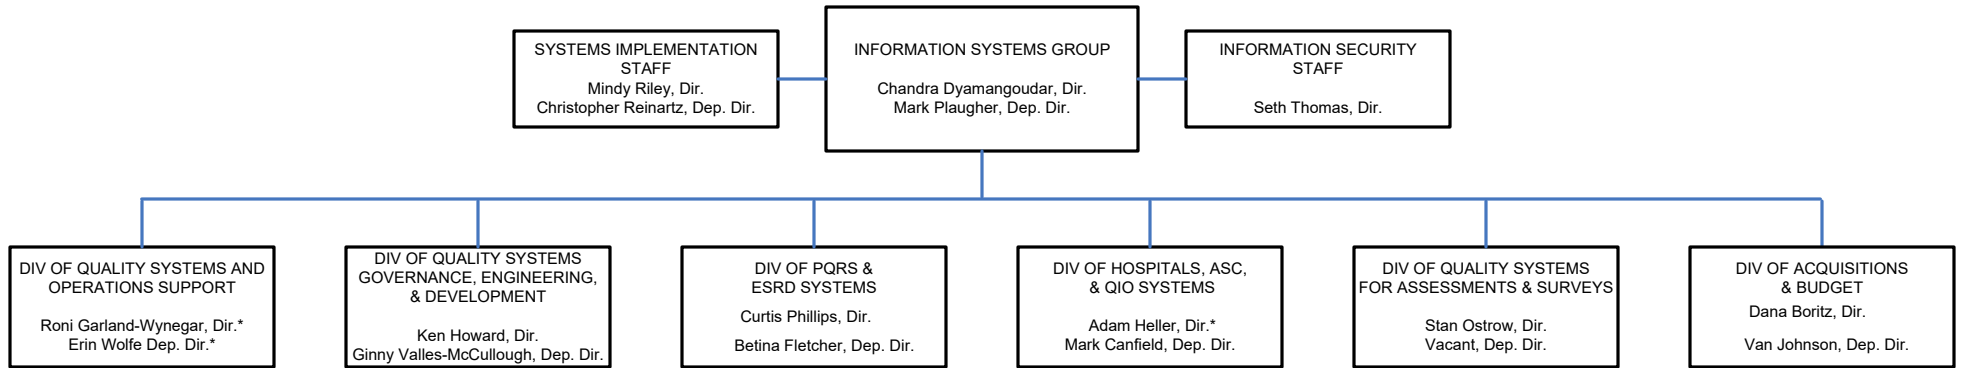 SYSTEMS IMPLEMENTATION
STAFF
Mindy Riley, Dir.
Christopher Reinartz, Dep. Dir.
INFORMATION SYSTEMS GROUP
Chandra Dyamangoudar, Dir.
Mark Plaugher, Dep. Dir.
INFORMATION SECURITY
STAFF
Seth Thomas, Dir.
DIV OF QUALITY SYSTEMS AND
OPERATIONS SUPPORT
Roni Garland-Wynegar, Dir.*
Erin Wolfe Dep. Dir.*
DIV OF QUALITY SYSTEMS
GOVERNANCE, ENGINEERING,
& DEVELOPMENT
Ken Howard, Dir.
Ginny Valles-McCullough, Dep. Dir.
DIV OF PQRS &
ESRD SYSTEMS
Curtis Phillips, Dir.
Betina Fletcher, Dep. Dir.
DIV OF HOSPITALS, ASC,
& QIO SYSTEMS
Adam Heller, Dir.*
Mark Canfield, Dep. Dir.
DIV OF QUALITY SYSTEMS
FOR ASSESSMENTS & SURVEYS
Stan Ostrow, Dir.
Vacant, Dep. Dir.
DIV OF ACQUISITIONS
& BUDGET
Dana Boritz, Dir.
Van Johnson, Dep. Dir.